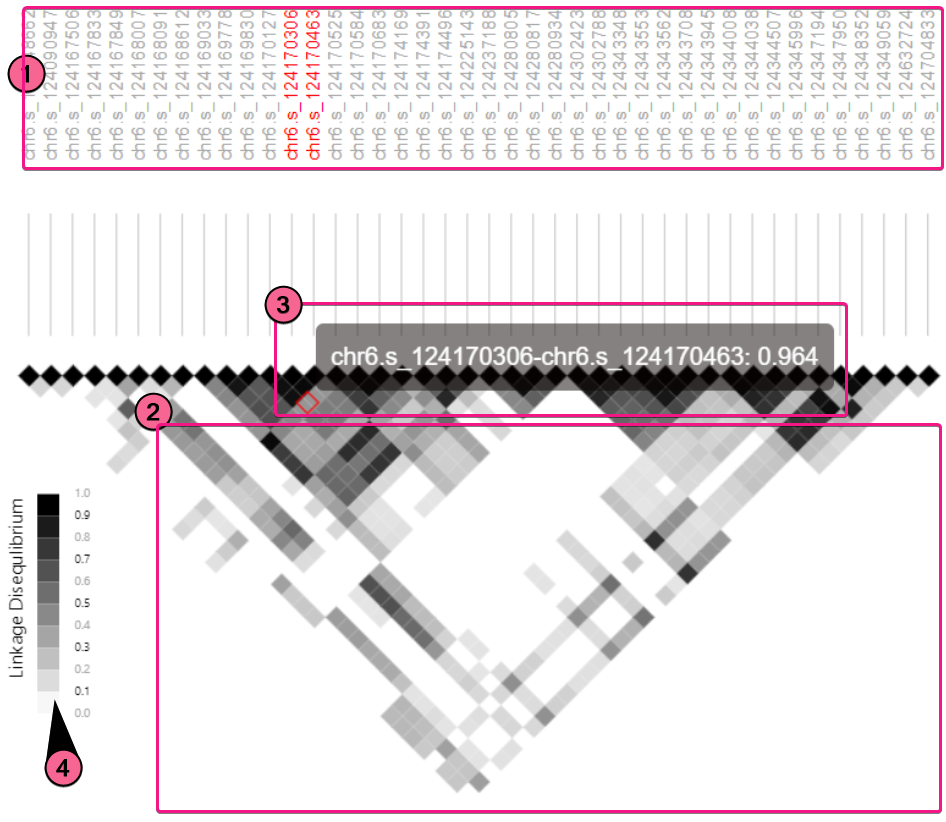 1
chr6.s_124090947
chr6.s_124167506
chr6.s_124167833
chr6.s_124167849
chr6.s_124168007
chr6.s_124168091
chr6.s_124168612
chr6.s_124169033
chr6.s_124169778
chr6.s_124169830
chr6.s_124170127
chr6.s_124170306
chr6.s_124170463
chr6.s_124170525
chr6.s_124170584
chr6.s_124170683
chr6.s_124174169
chr6.s_124174391
chr6.s_124174496
chr6.s_124225143
chr6.s_124237188
chr6.s_124280805
chr6.s_124280817
chr6.s_124280934
chr6.s_124302423
chr6.s_124302788
chr6.s_124343348
chr6.s_124343553
chr6.s_124343562
chr6.s_124343708
chr6.s_124343945
chr6.s_124344008
chr6.s_124344038
chr6.s_124344507
chr6.s_124345996
chr6.s_124347194
chr6.s_124347950
chr6.s_124348352
chr6.s_124349059
chr6.s_124632724
chr6.s_124704833
3
chr6.s_124170306-chr6.s_124170463: 0.964
2
Linkage Disequlibrium
1.0
0.9
0.8
0.7
0.6
0.5
0.4
0.3
0.2
0.1
0.0
4